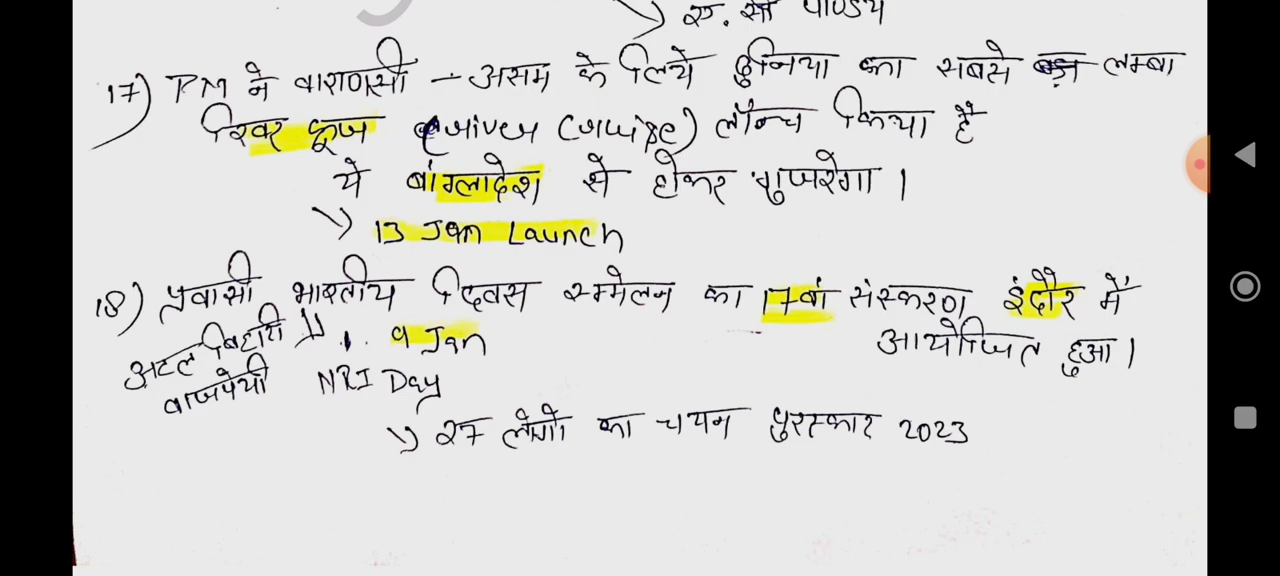 ए. सी पाण्डेय
17) PM ने वाराणसी – असम के लिये दुनिया का सबसे लम्बा
रिवर क्रूज (River Cruise) लॉन्च किया है
ये बांग्लादेश से होकर गुजरेगा।
13 Jan Launch
18) प्रवासी भारतीय दिवस सम्मेलन का 17वां संस्करण इंदौर में
आयोजित हुआ।
अटल बिहारी
वाजपेयी
9 Jan
NRI Day
27 लोगो का चयन पुरस्कार 2023